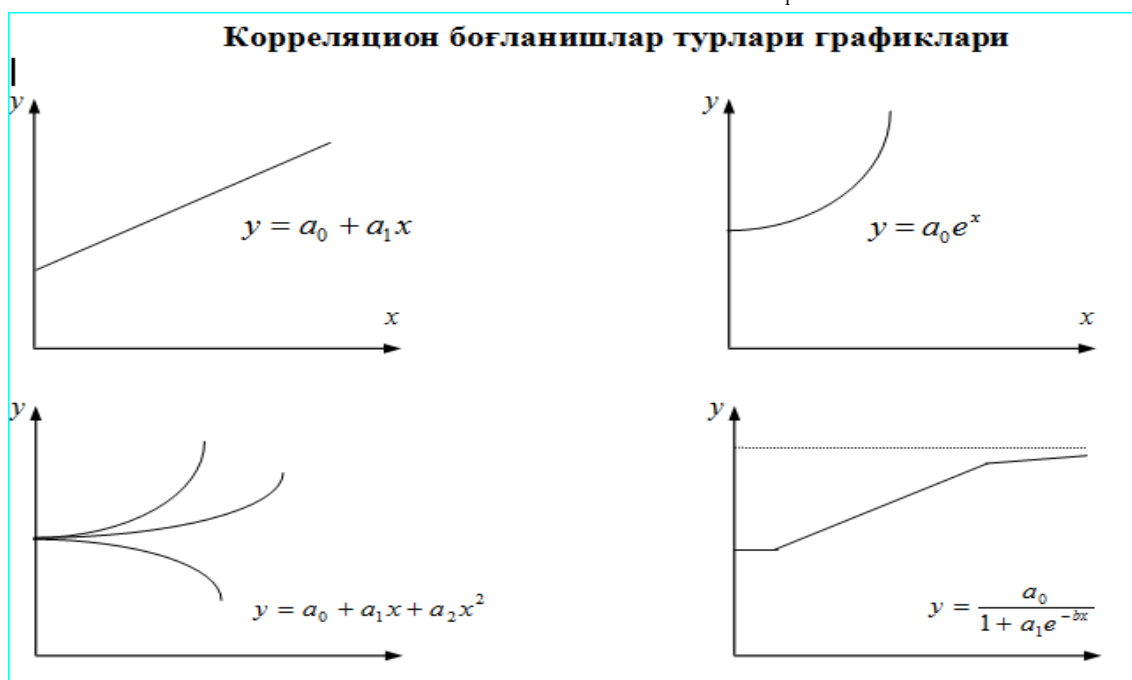 Корреляцион боғланишлар турлари графиклари
y
y = a₀ + a₁x
x
y
y = a₀eˣ
x
y
y = a₀ + a₁x + a₂x²
y
y = a₀ / (1 + a₁e⁻ᵇˣ)